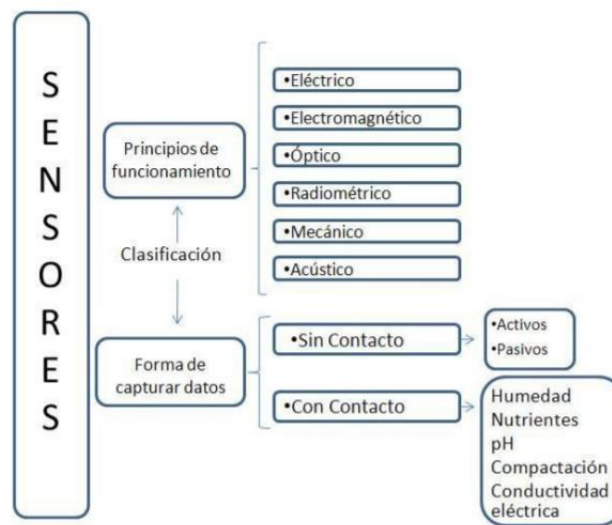 SENSORES
Principios de
funcionamiento
•Eléctrico
•Electromagnético
•Óptico
•Radiométrico
•Mecánico
•Acústico
Clasificación
Forma de
capturar datos
•Sin Contacto
•Activos
•Pasivos
•Con Contacto
Humedad
Nutrientes
pH
Compactación
Conductividad
eléctrica